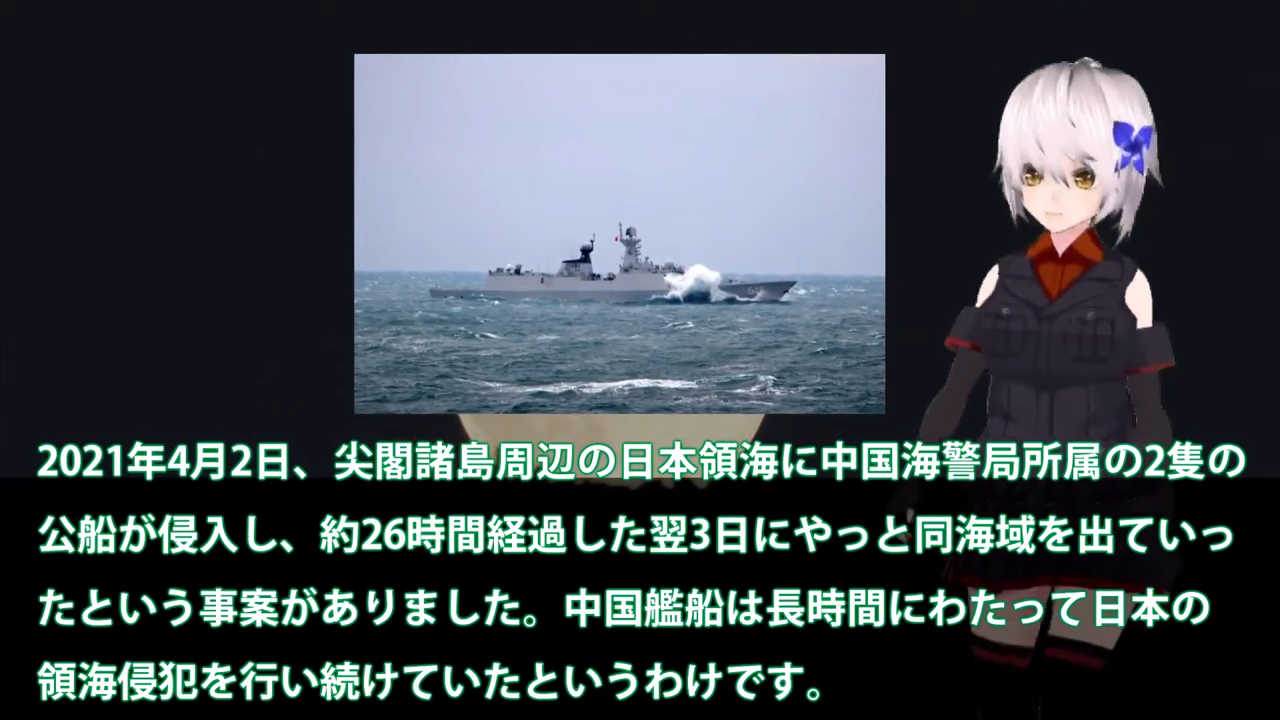 2021年4月2日、尖閣諸島周辺の日本領海に中国海警局所属の2隻の
公船が侵入し、約26時間経過した翌3日にやっと同海域を出ていっ
たという事案がありました。中国艦船は長時間にわたって日本の
領海侵犯を行い続けていたというわけです。